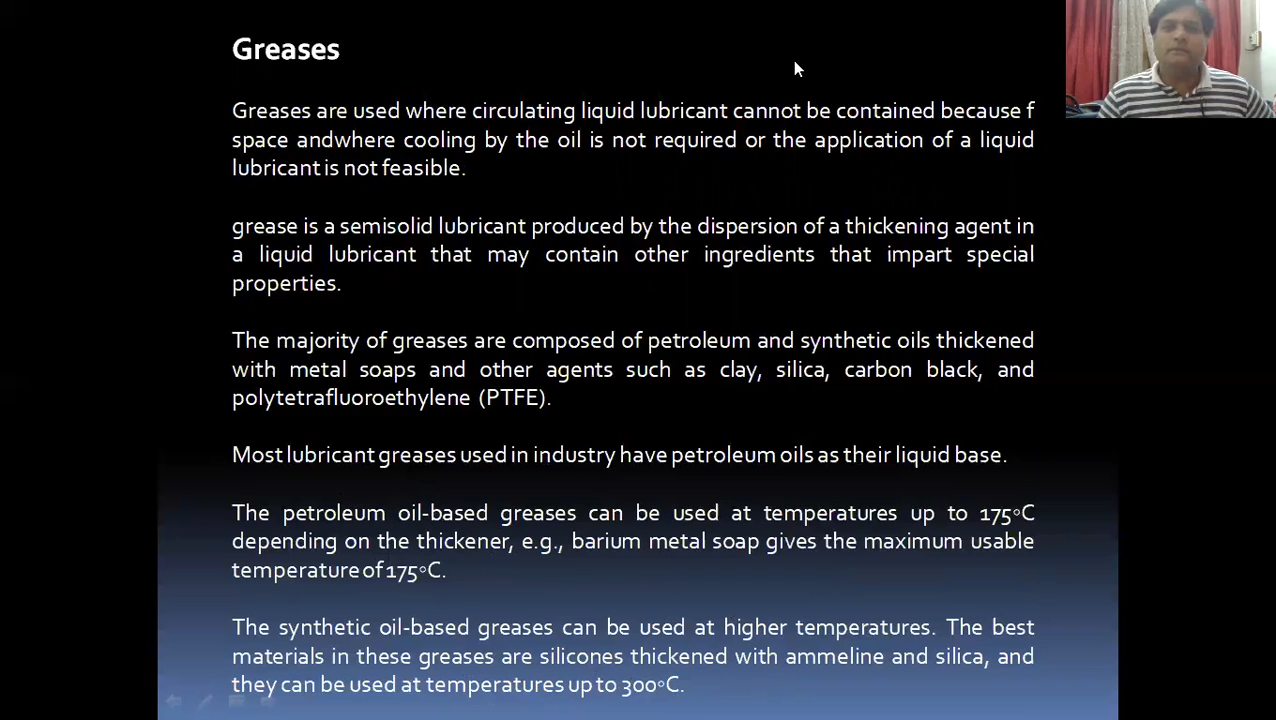 Greases
Greases are used where circulating liquid lubricant cannot be contained because f
space andwhere cooling by the oil is not required or the application of a liquid
lubricant is not feasible.
grease is a semisolid lubricant produced by the dispersion of a thickening agent in
a liquid lubricant that may contain other ingredients that impart special
properties.
The majority of greases are composed of petroleum and synthetic oils thickened
with metal soaps and other agents such as clay, silica, carbon black, and
polytetrafluoroethylene (PTFE).
Most lubricant greases used in industry have petroleum oils as their liquid base.
The petroleum oil-based greases can be used at temperatures up to 175◦C
depending on the thickener, e.g., barium metal soap gives the maximum usable
temperature of 175◦C.
The synthetic oil-based greases can be used at higher temperatures. The best
materials in these greases are silicones thickened with ammeline and silica, and
they can be used at temperatures up to 300◦C.